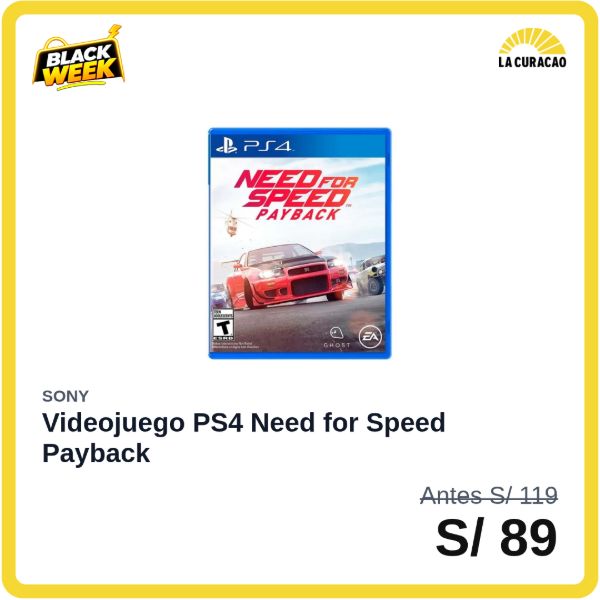 BLACK
WEEK
LA CURACAO
PS4
NEED FOR
SPEED
PAYBACK
T
ESRB
GHOST
EA
SONY
Videojuego PS4 Need for Speed
Payback
Antes S/ 119
S/ 89